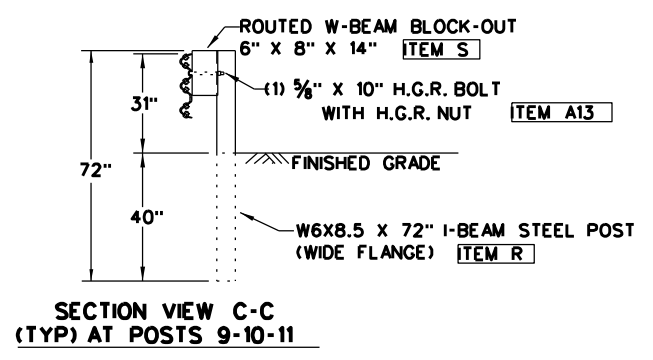 ROUTED W-BEAM BLOCK-OUT
6" X 8" X 14" ITEM S
(1) ⅝" X 10" H.G.R. BOLT
WITH H.G.R. NUT ITEM A13
31"
FINISHED GRADE
72"
40"
W6X8.5 X 72" I-BEAM STEEL POST
(WIDE FLANGE) ITEM R
SECTION VIEW C-C
(TYP) AT POSTS 9-10-11